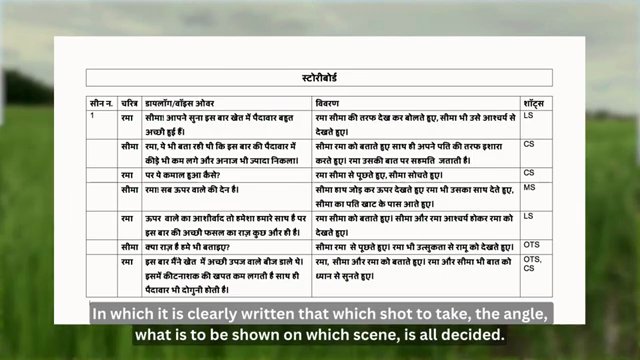 स्टोरीबोर्ड
सीन न. चरित्र डायलॉग/वॉइस ओवर विवरण शॉट्स
1 रमा सीमा! आपने सुना इस बार खेत में पैदावार बहुत रमा सीमा की तरफ देख कर बोलते हुए, सीमा भी उसे आश्चर्य से LS
अच्छी हुई हैं। देखते हुए।
सीमा रमा, ये भी बता रही थी कि इस बार की पैदावार में सीमा रमा को बताते हुए साथ ही अपने पति की तरफ इशारा CS
कीड़े भी कम लगे और अनाज भी ज्यादा निकला। करते हुए। रमा उसकी बात पर सहमति जताती है।
रमा पर ये कमाल हुआ कैसे? रमा सीमा से पूछते हुए, सीमा सोचते हुए। CS
सीमा रमा! सब ऊपर वाले की देन है। सीमा हाथ जोड़ कर ऊपर देखते हुए रमा भी उसका साथ देते हुए, MS
सीमा का पति खाट के पास आते हुए।
रमा ऊपर वाले का आशीर्वाद तो हमेशा हमारे साथ है पर रमा सीमा को बताते हुए। सीमा और रमा आश्चर्य होकर रमा को LS
इस बार की अच्छी फसल का राज़ कुछ और ही है। देखते हुए।
सीमा क्या राज़ है हमे भी बताइए? सीमा रमा से पूछते हुए। रमा भी उत्सुकता से रामू को देखते हुए। OTS
रमा इस बार मैंने खेत में अच्छी उपज वाले बीज डाले थे। रमा, सीमा और रमा को बताते हुए। रमा और सीमा भी बात को OTS,
इसमें कीटनाशक की खपत कम लगती है साथ ही ध्यान से सुनते हुए। CS
पैदावार भी दोगुनी होती है।
In which it is clearly written that which shot to take, the angle,
what is to be shown on which scene, is all decided.